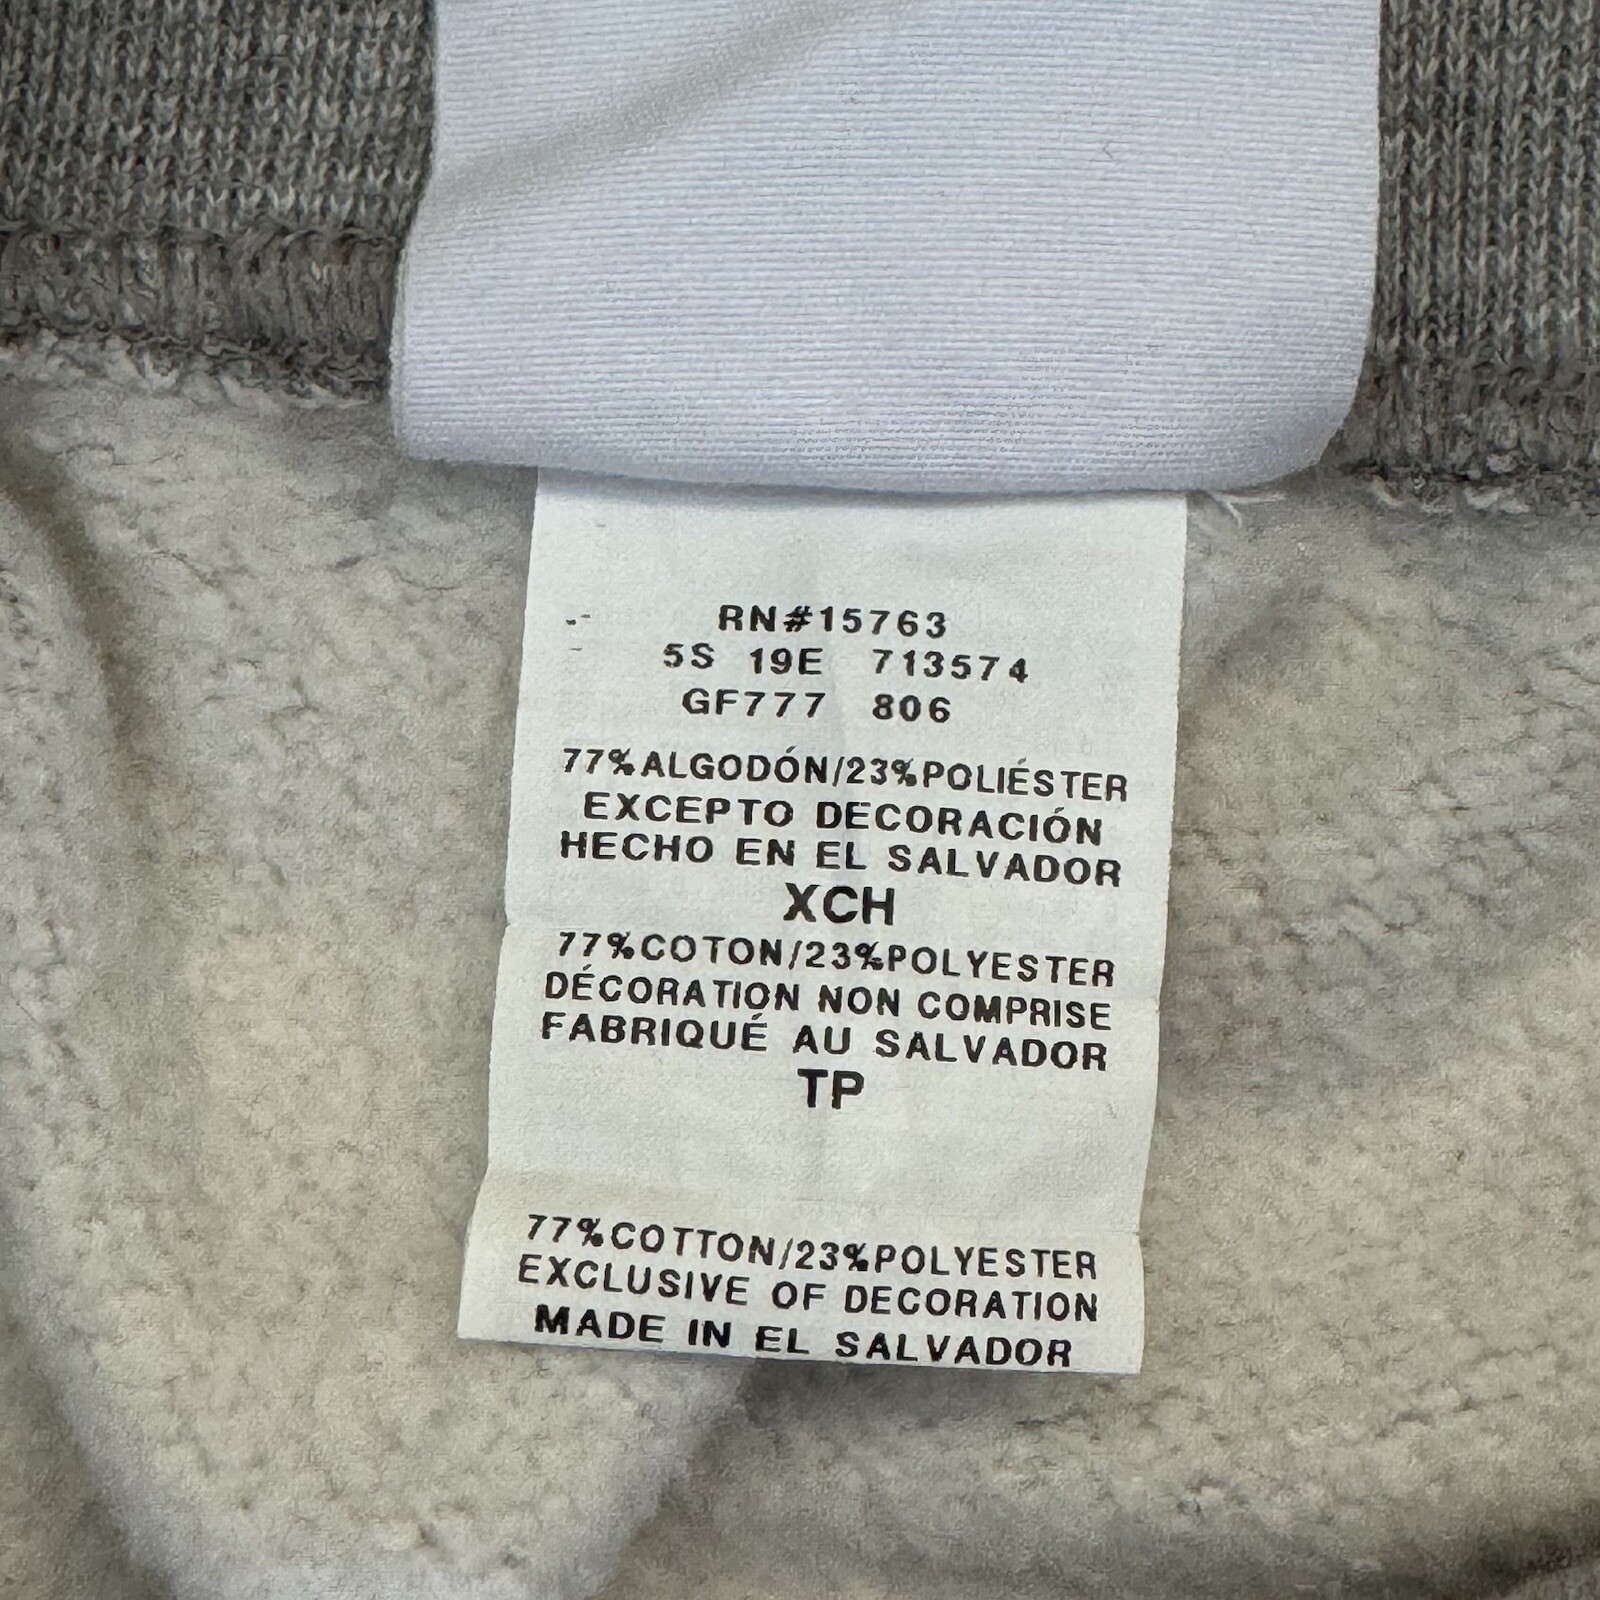 RN#15763
5S 19E 713574
GF777 806
77%ALGODÓN/23%POLIÉSTER
EXCEPTO DECORACIÓN
HECHO EN EL SALVADOR
XCH
77%COTON/23%POLYESTER
DÉCORATION NON COMPRISE
FABRIQUÉ AU SALVADOR
TP
77%COTTON/23%POLYESTER
EXCLUSIVE OF DECORATION
MADE IN EL SALVADOR